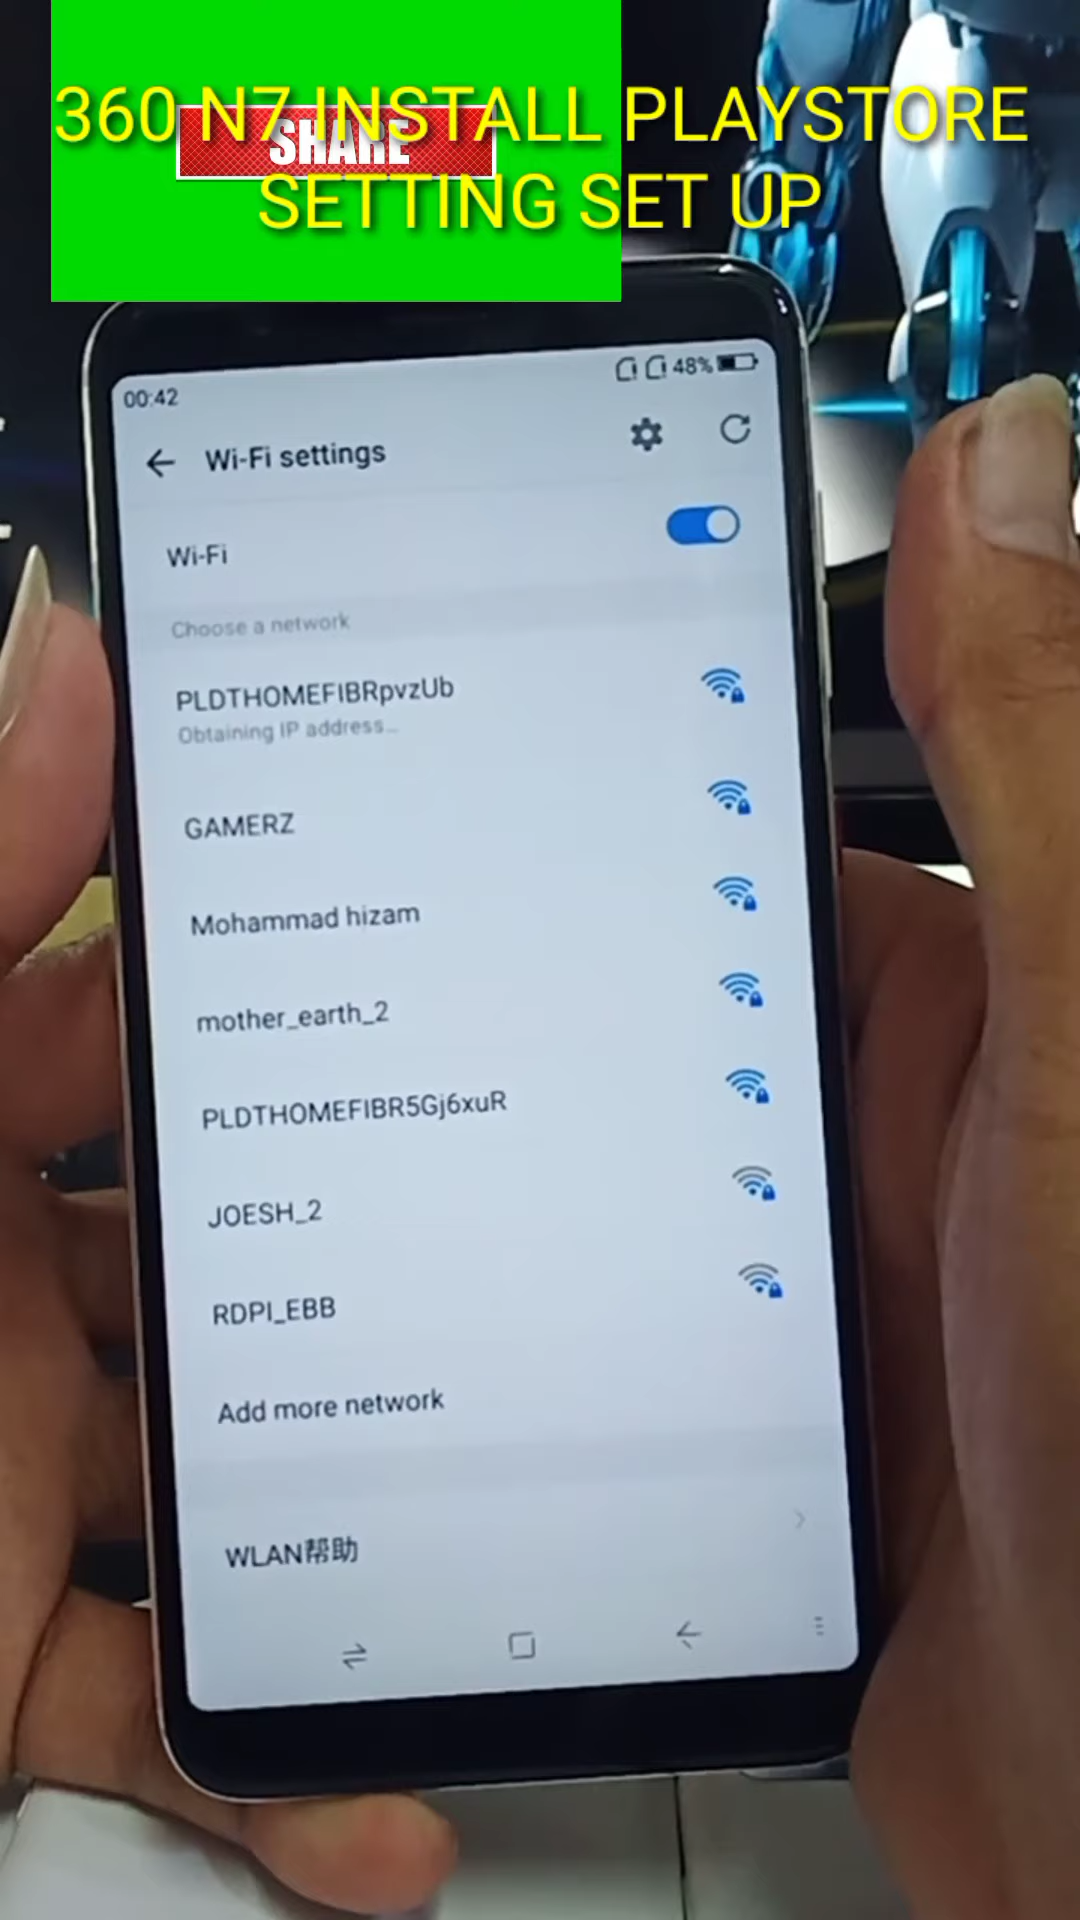 360 N7 INSTALL PLAYSTORE
SHARE
SETTING SET UP
00:42
48%
Wi-Fi settings
Wi-Fi
Choose a network
PLDTHOMEFIBRpvzUb
Obtaining IP address...
GAMERZ
Mohammad hizam
mother_earth_2
PLDTHOMEFIBR5Gj6xuR
JOESH_2
RDPI_EBB
Add more network
WLAN帮助